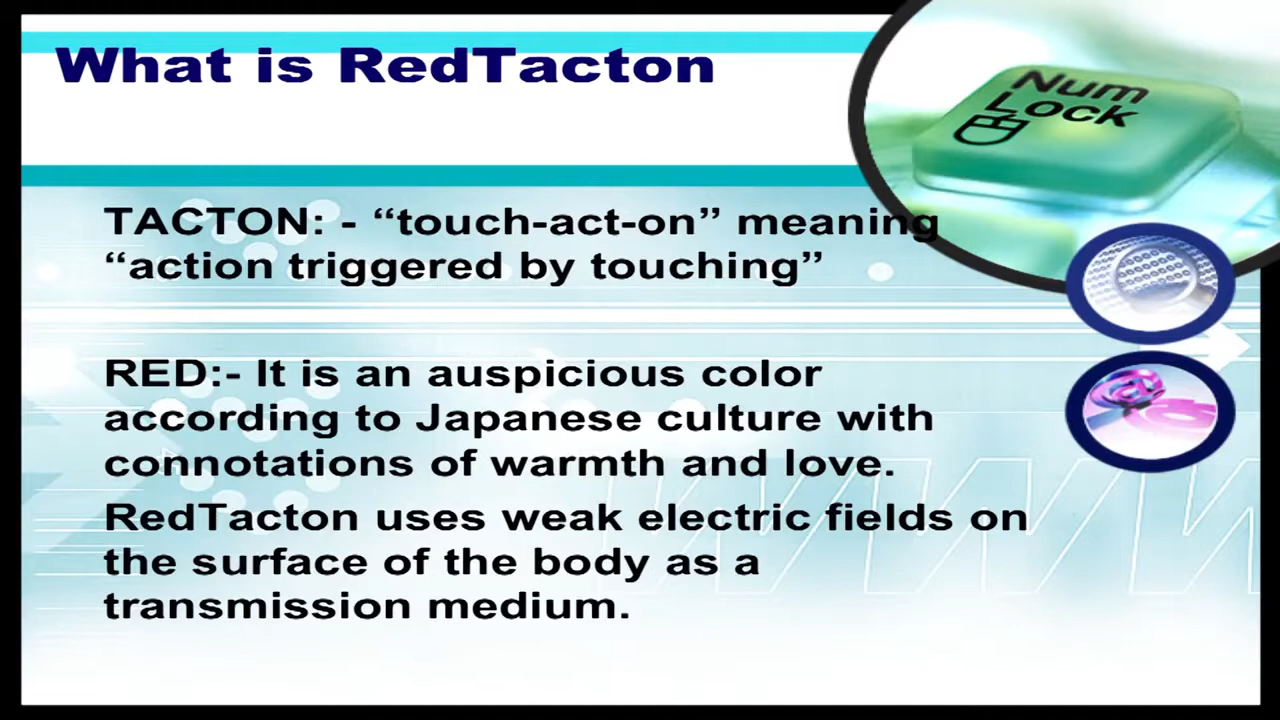 What is RedTacton
Num
Lock
TACTON: - “touch-act-on” meaning
“action triggered by touching”
RED:- It is an auspicious color
according to Japanese culture with
connotations of warmth and love.
RedTacton uses weak electric fields on
the surface of the body as a
transmission medium.
WWW